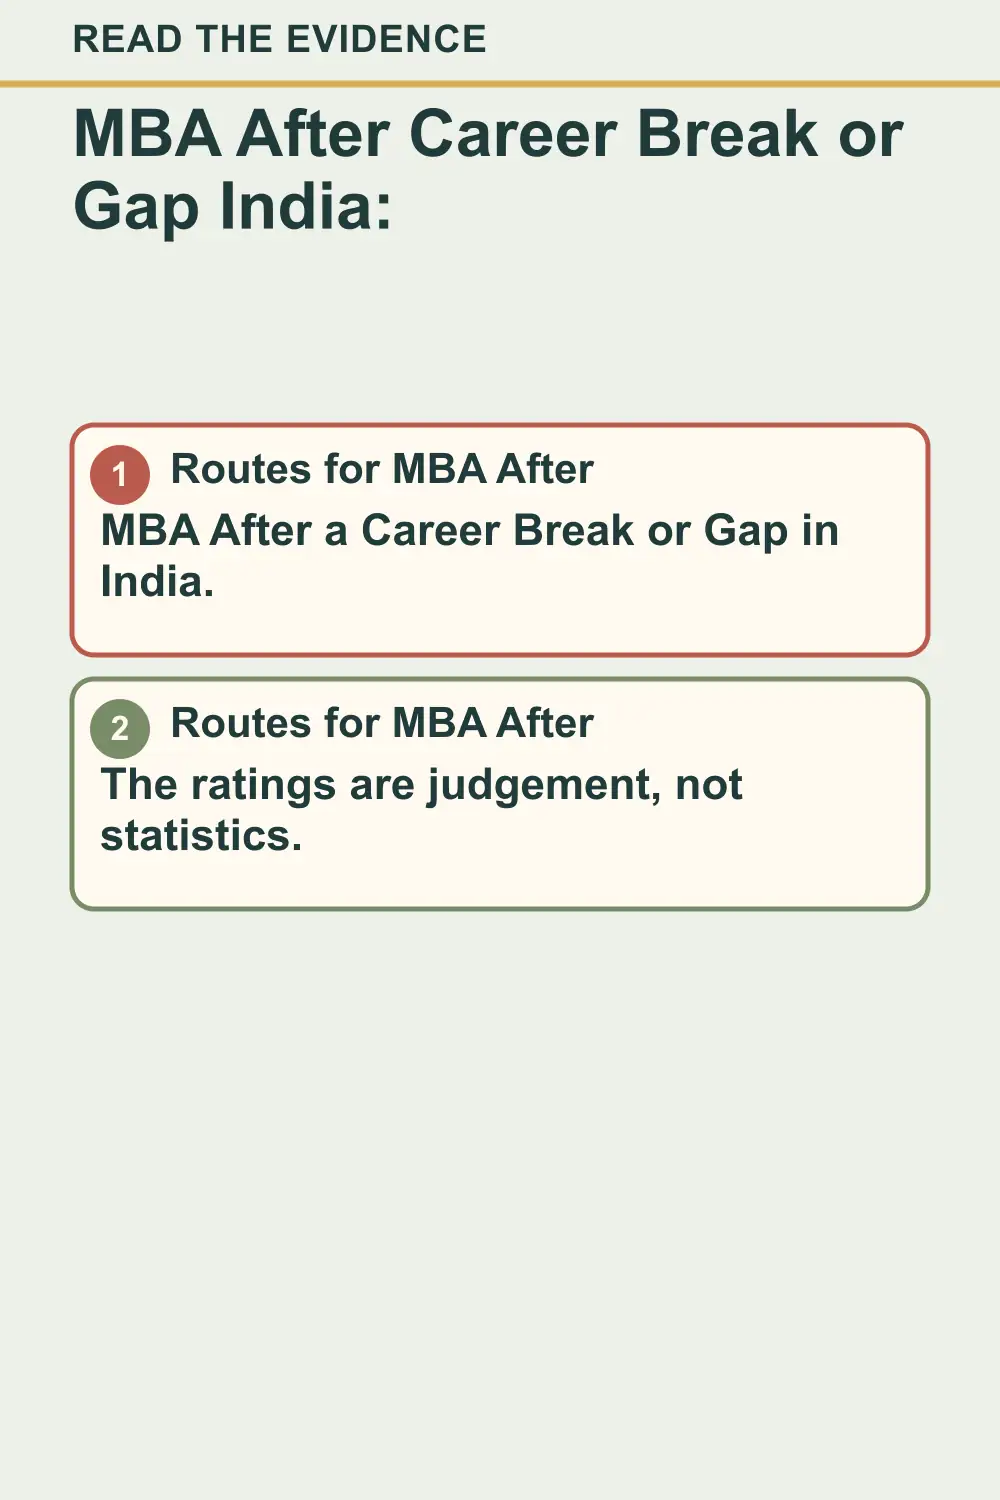 READ THE EVIDENCE
MBA After Career Break or
Gap India:
1 Routes for MBA After
MBA After a Career Break or Gap in
India.
2 Routes for MBA After
The ratings are judgement, not
statistics.